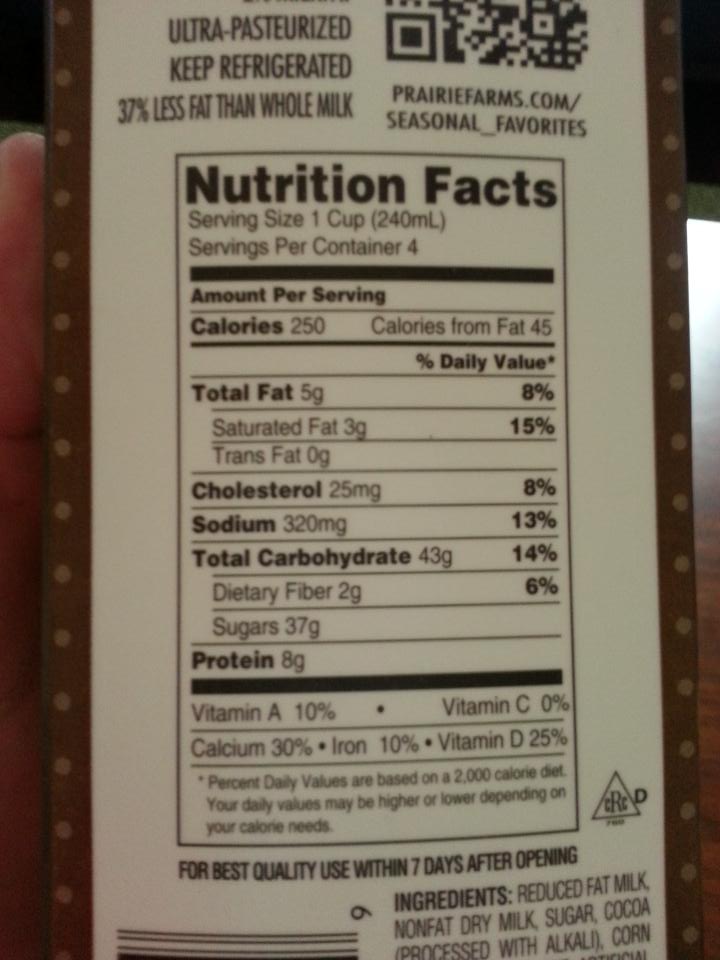 ULTRA-PASTEURIZED
KEEP REFRIGERATED
37% LESS FAT THAN WHOLE MILK
PRAIRIEFARMS.COM/
SEASONAL_FAVORITES
Nutrition Facts
Serving Size 1 Cup (240mL)
Servings Per Container 4
Amount Per Serving
Calories 250 Calories from Fat 45
% Daily Value*
Total Fat 5g 8%
Saturated Fat 3g 15%
Trans Fat 0g
Cholesterol 25mg 8%
Sodium 320mg 13%
Total Carbohydrate 43g 14%
Dietary Fiber 2g 6%
Sugars 37g
Protein 8g
Vitamin A 10% • Vitamin C 0%
Calcium 30% • Iron 10% • Vitamin D 25%
* Percent Daily Values are based on a 2,000 calorie diet.
Your daily values may be higher or lower depending on
your calorie needs.
cRc D
FOR BEST QUALITY USE WITHIN 7 DAYS AFTER OPENING
INGREDIENTS: REDUCED FAT MILK,
NONFAT DRY MILK, SUGAR, COCOA
(PROCESSED WITH ALKALI), CORN